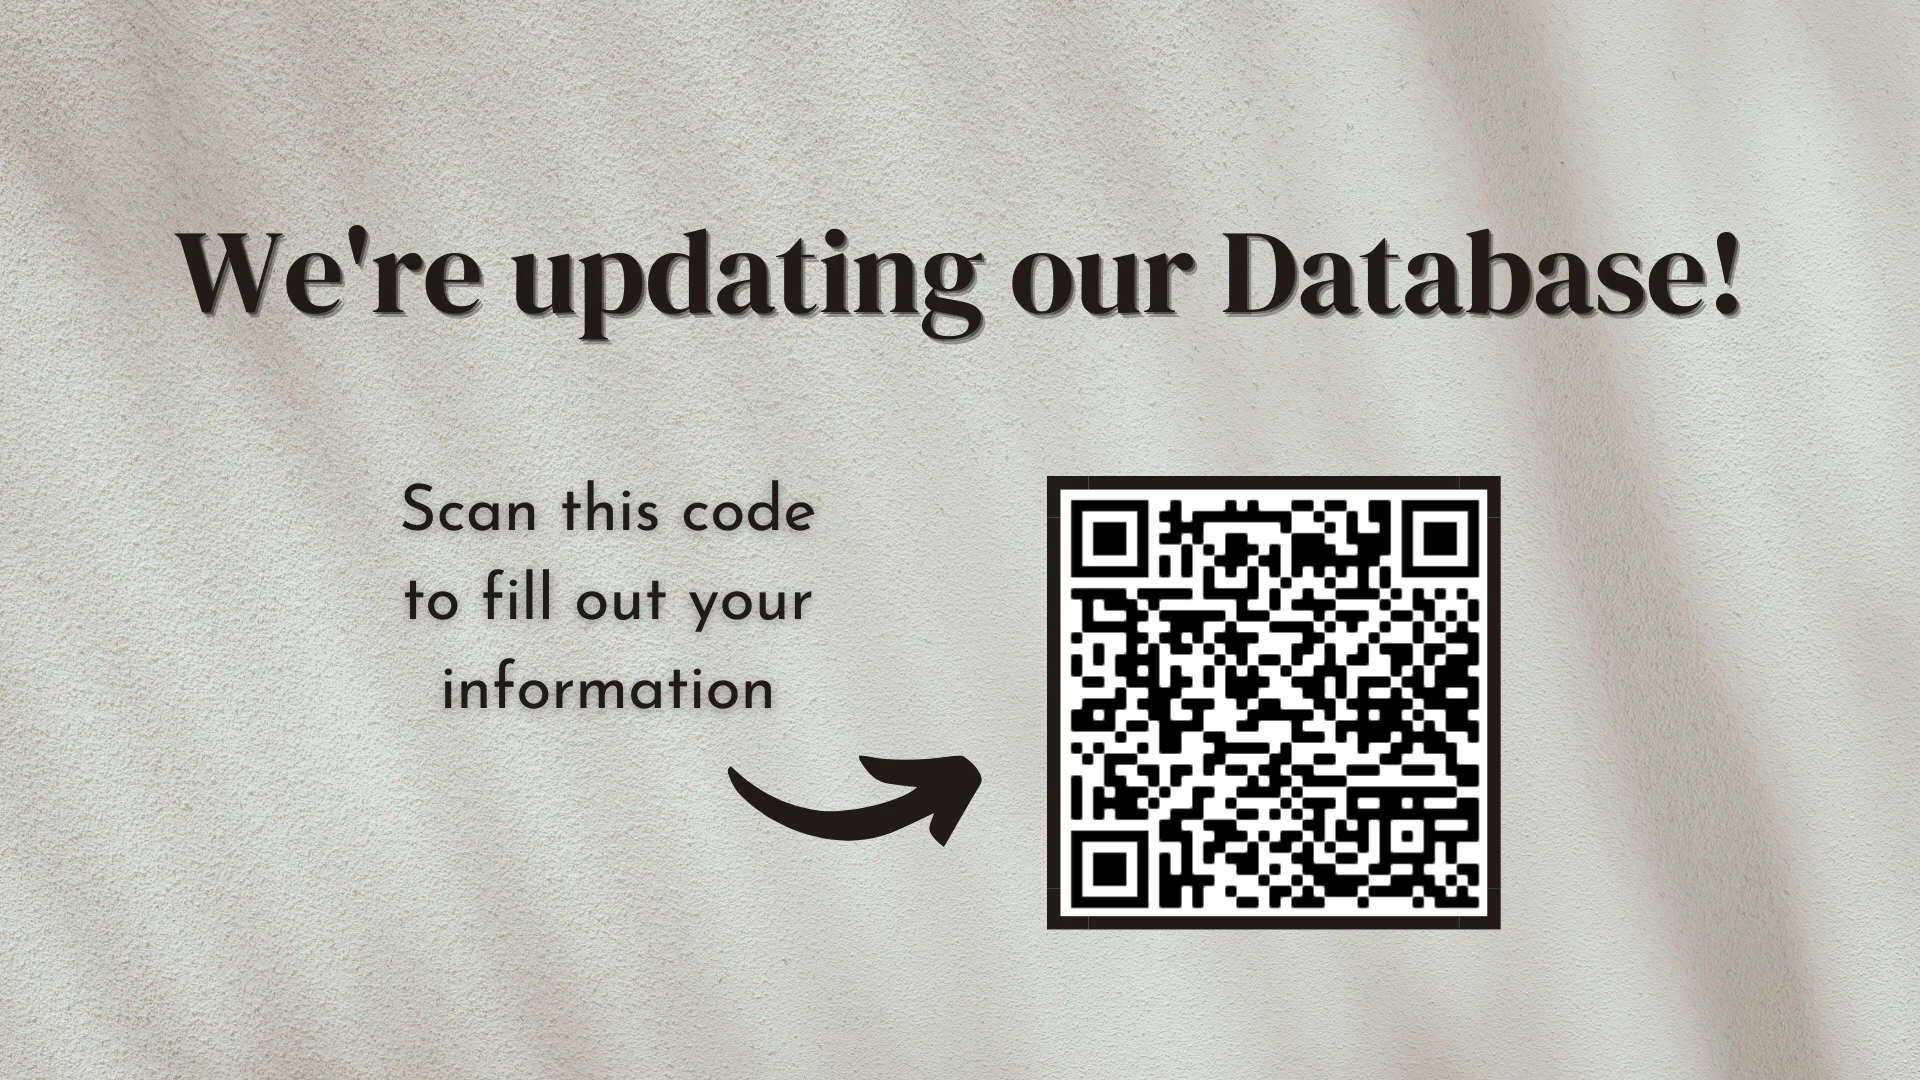 We're updating our Database!
Scan this code
to fill out your
information